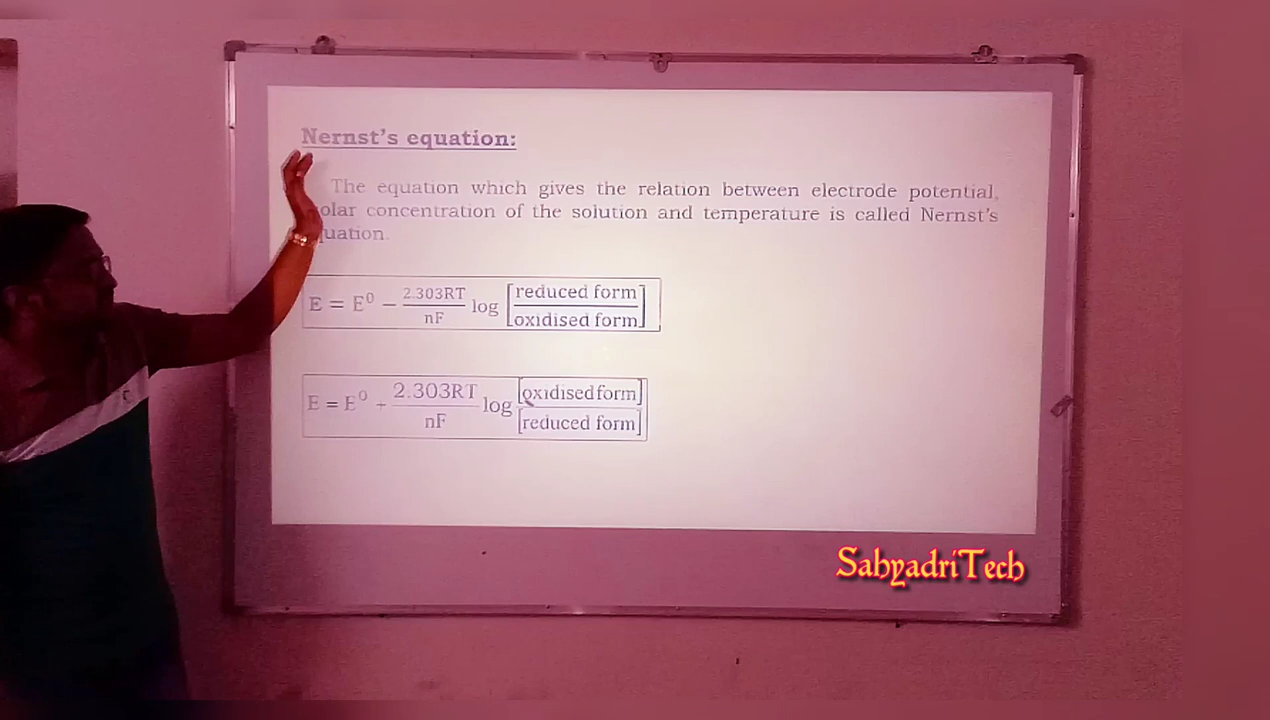 Nernst's equation:
The equation which gives the relation between electrode potential,
olar concentration of the solution and temperature is called Nernst's
uation.
E = E⁰ − 2.303RT/nF log [reduced form/oxidised form]
E = E⁰ + 2.303RT/nF log [oxidised form]/[reduced form]
SahyadriTech